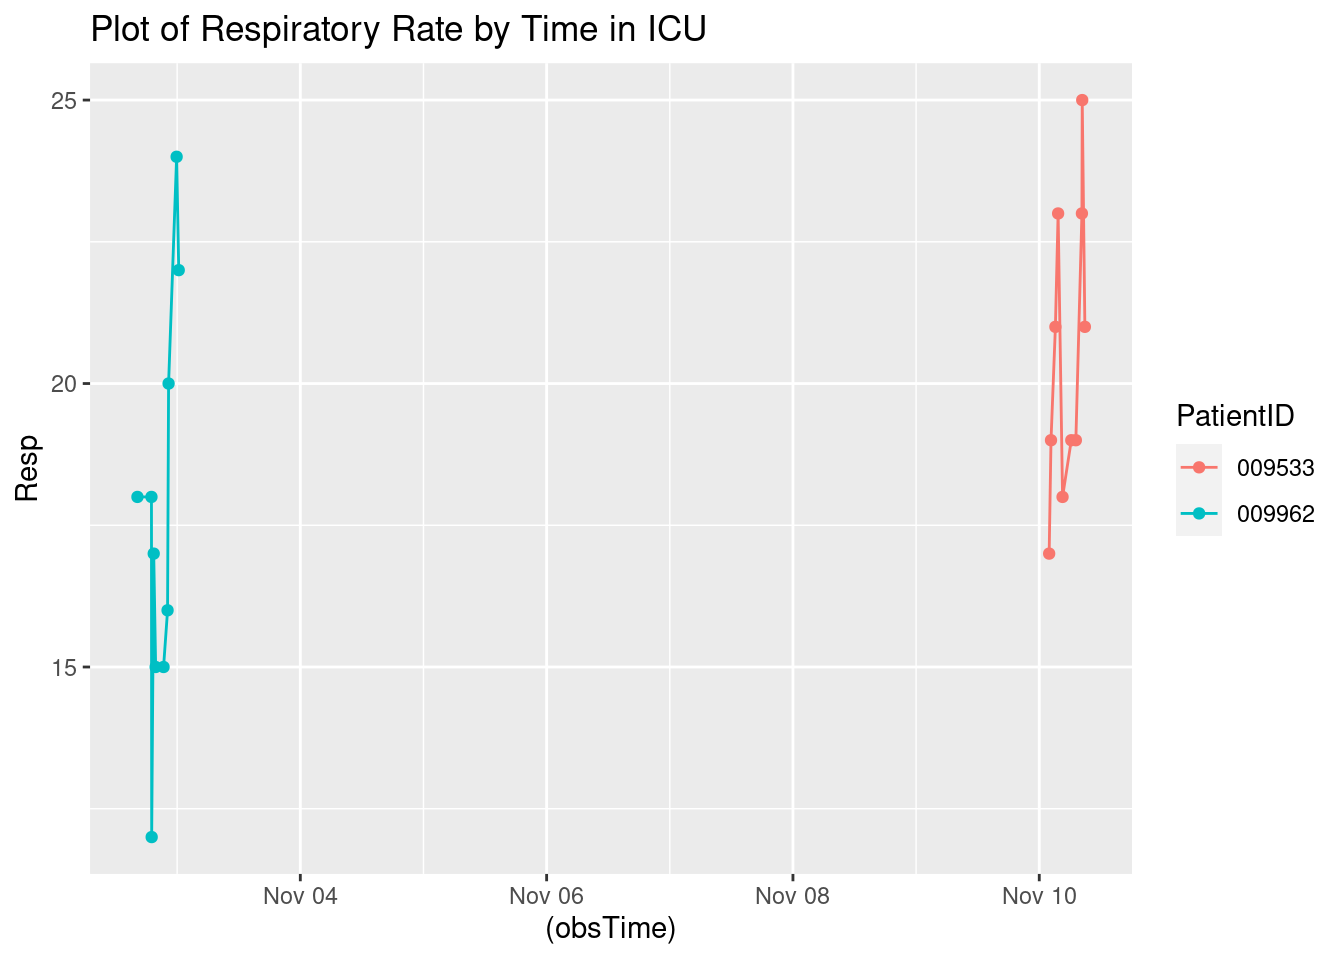 Plot of Respiratory Rate by Time in ICU
25
20
15
Resp
Nov 04
Nov 06
Nov 08
Nov 10
(obsTime)
PatientID
009533
009962